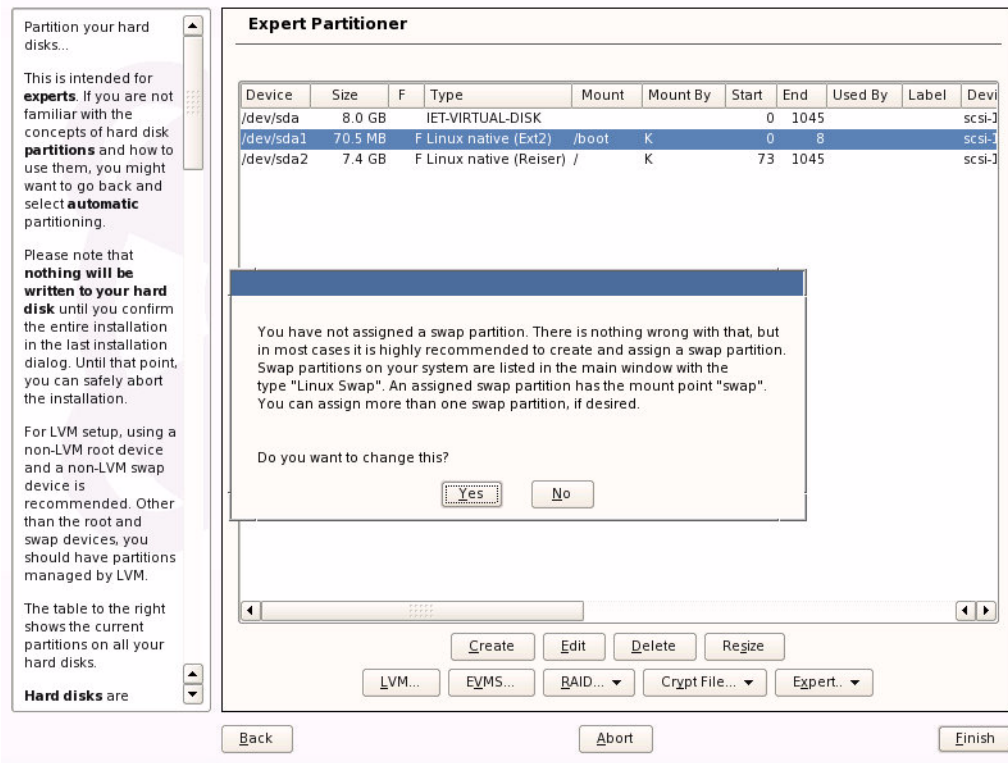 Partition your hard
disks...
This is intended for
experts. If you are not
familiar with the
concepts of hard disk
partitions and how to
use them, you might
want to go back and
select automatic
partitioning.
Please note that
nothing will be
written to your hard
disk until you confirm
the entire installation
in the last installation
dialog. Until that point,
you can safely abort
the installation.
For LVM setup, using a
non-LVM root device
and a non-LVM swap
device is
recommended. Other
than the root and
swap devices, you
should have partitions
managed by LVM.
The table to the right
shows the current
partitions on all your
hard disks.
Hard disks are
Expert Partitioner
Device Size F Type Mount Mount By Start End Used By Label Devi
/dev/sda 8.0 GB IET-VIRTUAL-DISK 0 1045 scsi-1
/dev/sda1 70.5 MB F Linux native (Ext2) /boot K 0 8 scsi-1
/dev/sda2 7.4 GB F Linux native (Reiser) / K 73 1045 scsi-1
You have not assigned a swap partition. There is nothing wrong with that, but
in most cases it is highly recommended to create and assign a swap partition.
Swap partitions on your system are listed in the main window with the
type "Linux Swap". An assigned swap partition has the mount point "swap".
You can assign more than one swap partition, if desired.
Do you want to change this?
Yes No
Create Edit Delete Resize
LVM... EVMS... RAID... Crypt File... Expert..
Back Abort Finish